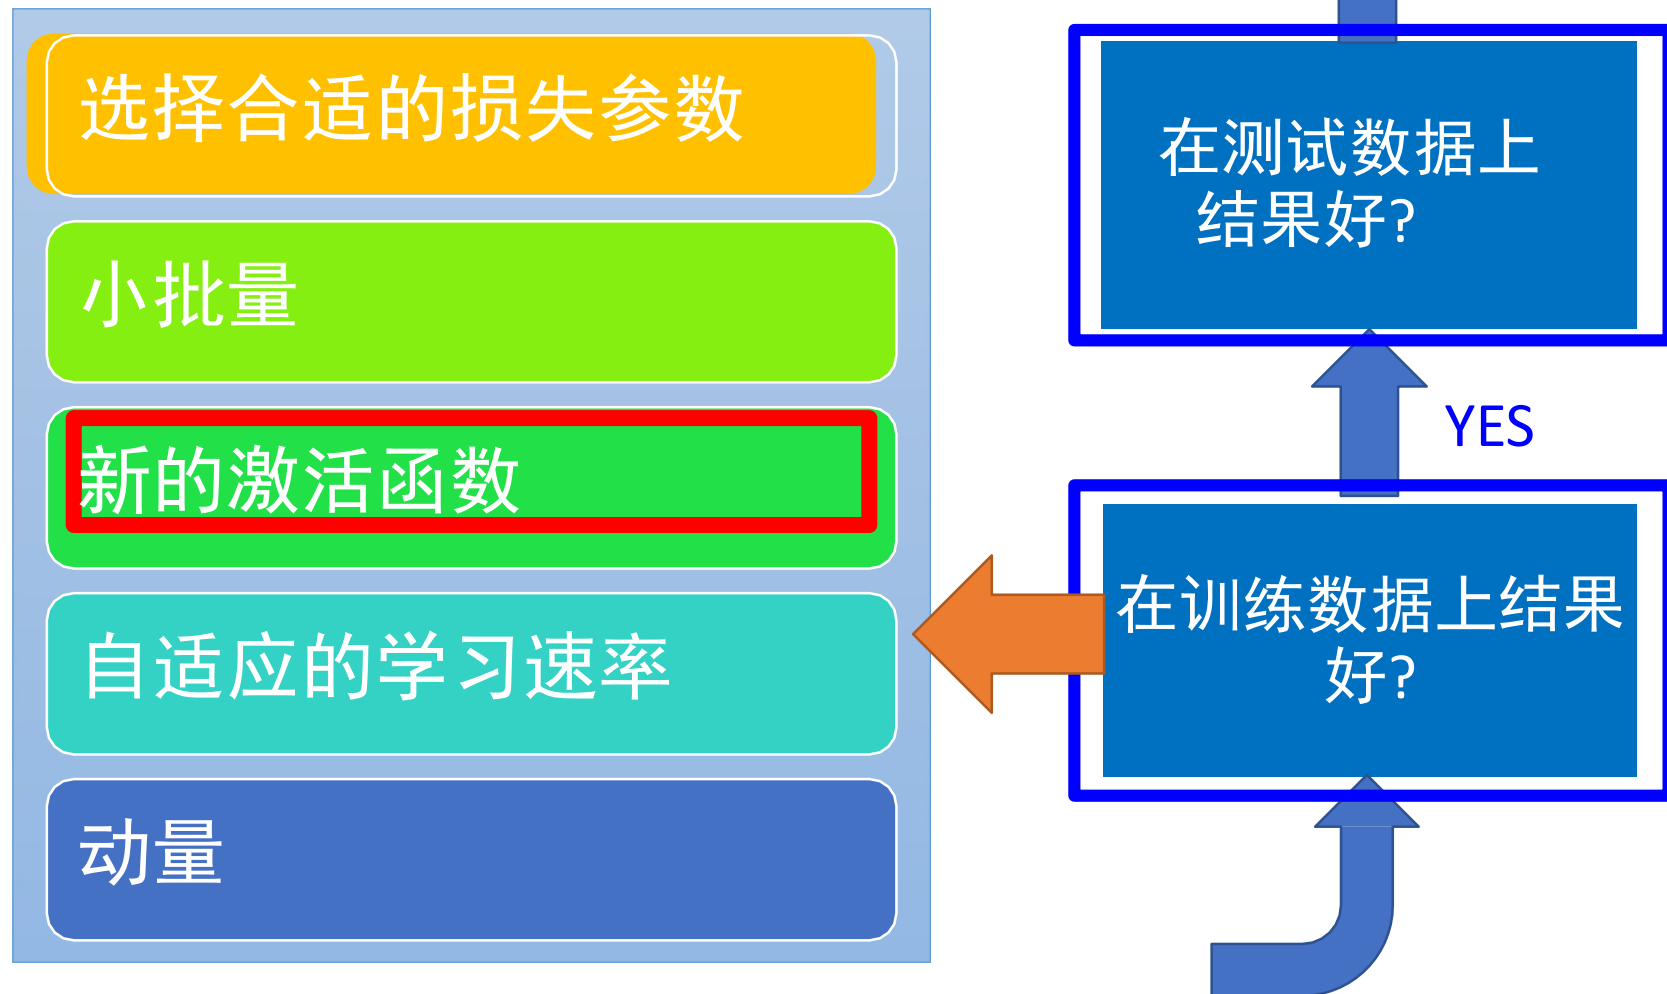 选择合适的损失参数
小批量
新的激活函数
自适应的学习速率
动量
在测试数据上
结果好?
YES
在训练数据上结果
好?